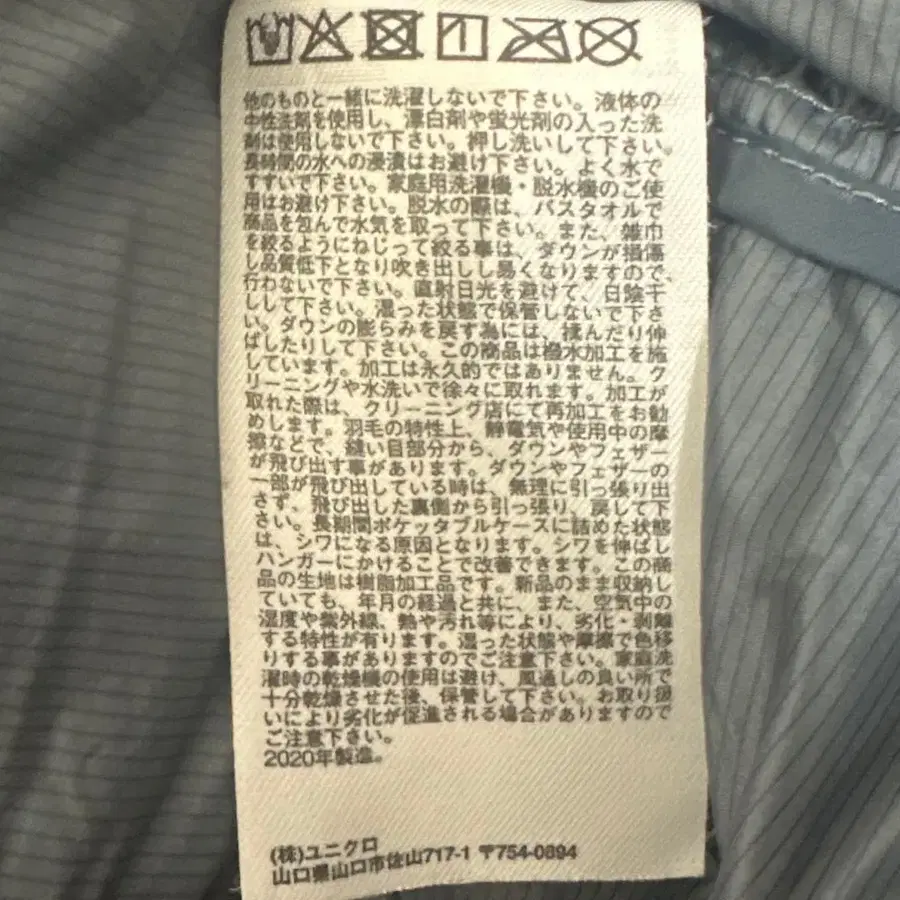 他のものと一緒に洗濯しないで下さい。液体の
中性洗剤を使用し、漂白剤や蛍光剤の入った洗
剤は使用しないで下さい。押し洗いして下さい。
長時間の水への浸漬はお避け下さい。よく水で
すすいで下さい。家庭用洗濯機・脱水機のご使
用はお避け下さい。脱水の際は、バスタオルで
商品を包んで水気を取って下さい。また、雑巾
を絞るようにねじって絞る事は、ダウンが損傷
し品質低下となり吹き出しし易くなりますので、
行わないで下さい。直射日光を避けて、日陰干
しして下さい。湿った状態で保管しないで下さ
い。ダウンの膨らみを戻す為には、揉んだり伸
ばしたりして下さい。この商品は撥水加工を施
しています。加工は永久的ではありません。ク
リーニングや水洗いで徐々に取れます。加工が
取れた際は、クリーニング店にて再加工をお勧
めします。羽毛の特性上、静電気や使用中の摩
擦などで、縫い目部分から、ダウンやフェザー
が飛び出す事があります。ダウンやフェザーの
一部が飛び出している時は、無理に引っ張り出
さず、飛び出した裏側から引っ張り、戻して下
さい。長期間ポケッタブルケースに詰めた状態
は、シワになる原因となります。シワを伸ばし
ハンガーにかけることで改善できます。この商
品の生地は樹脂加工品です。新品のまま収納し
ていても、年月の経過と共に、また、空気中の
湿度や紫外線、熱や汚れ等により、劣化・剥離
する特性が有ります。湿った状態や摩擦で色移
りする事がありますのでご注意下さい。家庭洗
濯時の乾燥機の使用は避け、風通しの良い所で
十分乾燥させた後、保管して下さい。お取り扱
いにより劣化が促進される場合がありますので
ご注意下さい。
2020年製造。
(株)ユニクロ
山口県山口市佐山717-1 〒754-0894